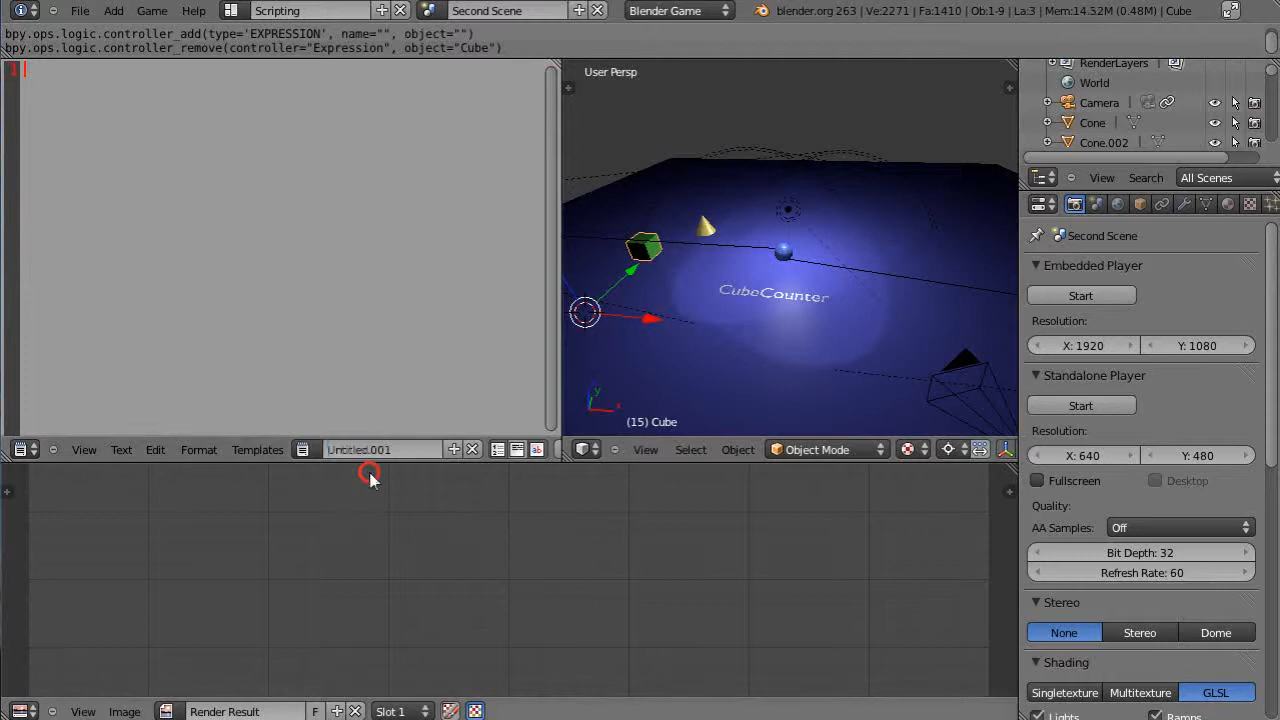 File Add Game Help Scripting Second Scene Blender Game blender.org 263 | Ve:2271 | Fa:1410 | Ob:1-9 | La:3 | Mem:14.52M (0.48M) | Cube
bpy.ops.logic.controller_add(type='EXPRESSION', name="", object="")
bpy.ops.logic.controller_remove(controller="Expression", object="Cube")
1
User Persp
CubeCounter
(15) Cube
RenderLayers
World
Camera
Cone
Cone.002
View Search All Scenes
Second Scene
Embedded Player
Start
Resolution:
X: 1920 Y: 1080
Standalone Player
Start
Resolution:
X: 640 Y: 480
Fullscreen Desktop
Quality:
AA Samples: Off
Bit Depth: 32
Refresh Rate: 60
Stereo
None Stereo Dome
Shading
Singletexture Multitexture GLSL
Lights Ramps
View Text Edit Format Templates Untitled.001
View Select Object Object Mode
x
y
View Image Render Result F Slot 1